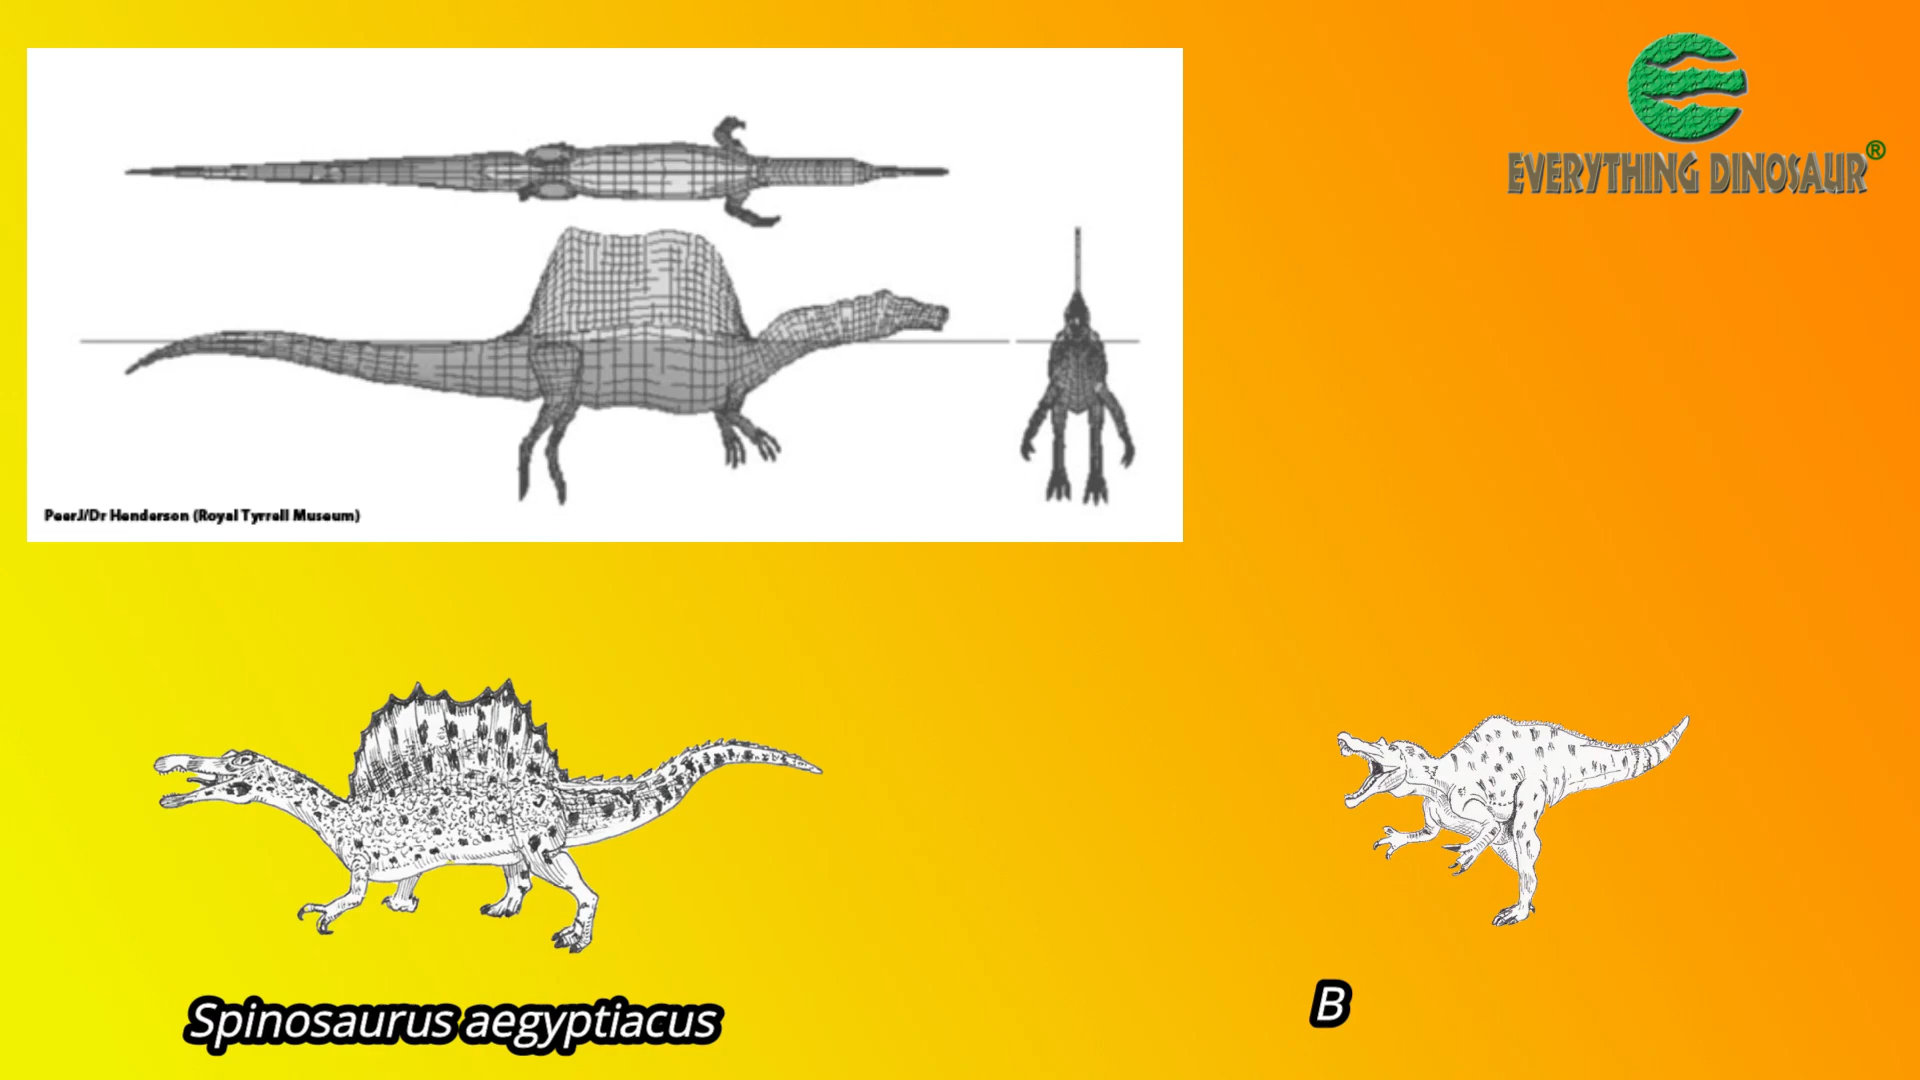 EVERYTHING DINOSAUR®
PeerJ/Dr Henderson (Royal Tyrrell Museum)
Spinosaurus aegyptiacus
B